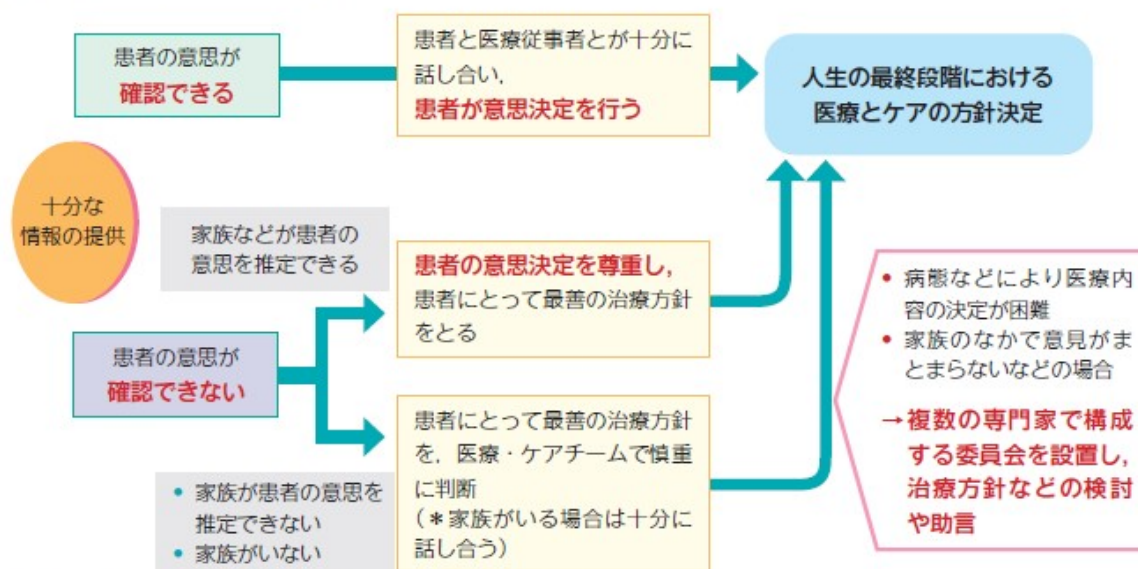 患者の意思が
確認できる
患者と医療従事者とが十分に
話し合い,
患者が意思決定を行う
人生の最終段階における
医療とケアの方針決定
十分な
情報の提供
家族などが患者の
意思を推定できる
患者の意思決定を尊重し,
患者にとって最善の治療方針
をとる
患者の意思が
確認できない
患者にとって最善の治療方針
を, 医療・ケアチームで慎重
に判断
(*家族がいる場合は十分に
話し合う)
• 家族が患者の意思を
推定できない
• 家族がいない
• 病態などにより医療内
容の決定が困難
• 家族のなかで意見がま
とまらないなどの場合
→複数の専門家で構成
する委員会を設置し,
治療方針などの検討
や助言